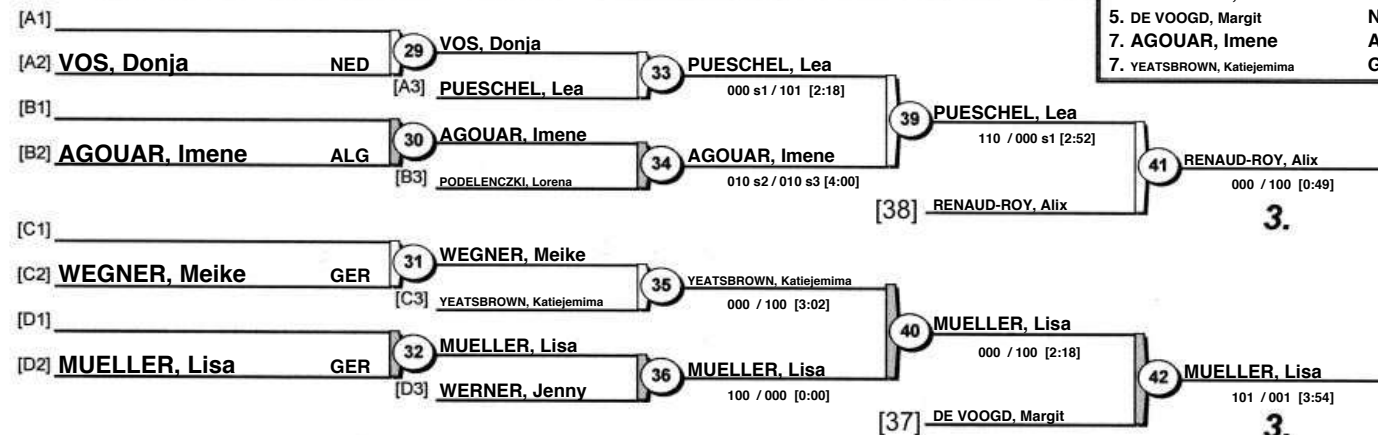 5. DE VOOGD, Margit N
7. AGOUAR, Imene A
7. YEATSBROWN, Katiejemima G
[A1]
[A2] VOS, Donja NED
29 VOS, Donja
[A3] PUESCHEL, Lea
33 PUESCHEL, Lea
000 s1 / 101 [2:18]
[B1]
[B2] AGOUAR, Imene ALG
30 AGOUAR, Imene
[B3] PODELENCZKI, Lorena
34 AGOUAR, Imene
010 s2 / 010 s3 [4:00]
39 PUESCHEL, Lea
110 / 000 s1 [2:52]
[38] RENAUD-ROY, Alix
41 RENAUD-ROY, Alix
000 / 100 [0:49]
3.
[C1]
[C2] WEGNER, Meike GER
31 WEGNER, Meike
[C3] YEATSBROWN, Katiejemima
35 YEATSBROWN, Katiejemima
000 / 100 [3:02]
[D1]
[D2] MUELLER, Lisa GER
32 MUELLER, Lisa
[D3] WERNER, Jenny
36 MUELLER, Lisa
100 / 000 [0:00]
40 MUELLER, Lisa
000 / 100 [2:18]
[37] DE VOOGD, Margit
42 MUELLER, Lisa
101 / 001 [3:54]
3.